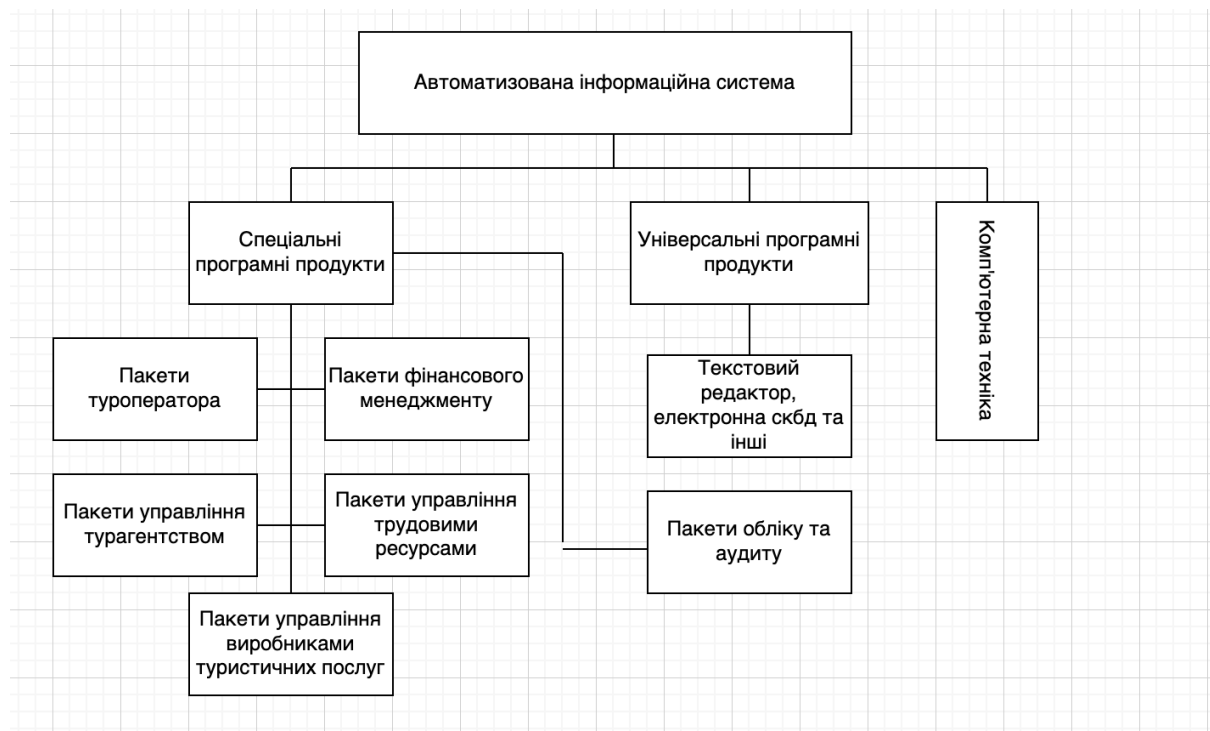 Автоматизована інформаційна система
Спеціальні
програмні продукти
Універсальні програмні
продукти
Комп'ютерна техніка
Пакети
туроператора
Пакети фінансового
менеджменту
Текстовий
редактор,
електронна скбд та
інші
Пакети управління
турагентством
Пакети управління
трудовими
ресурсами
Пакети обліку та
аудиту
Пакети управління
виробниками
туристичних послуг